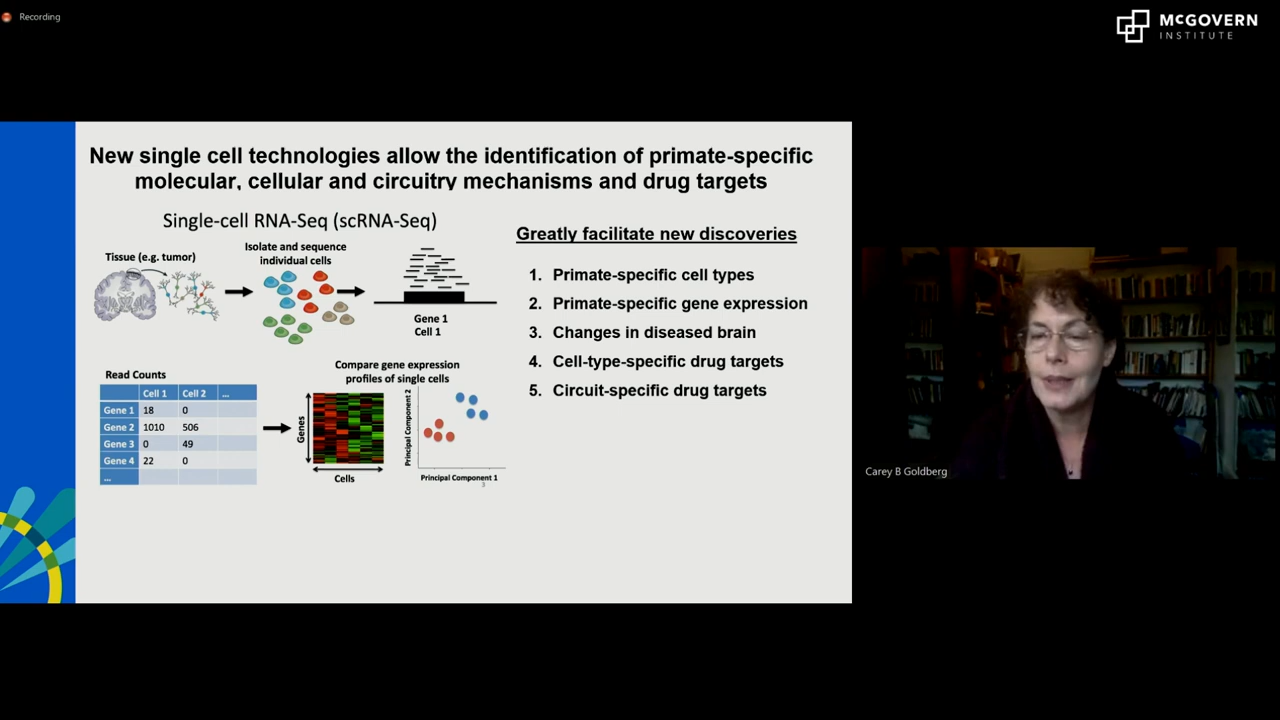 Recording
McGOVERN
INSTITUTE
New single cell technologies allow the identification of primate-specific
molecular, cellular and circuitry mechanisms and drug targets
Single-cell RNA-Seq (scRNA-Seq)
Tissue (e.g. tumor)
Isolate and sequence
individual cells
Gene 1
Cell 1
Read Counts
Cell 1 Cell 2 ...
Gene 1 18 0
Gene 2 1010 506
Gene 3 0 49
Gene 4 22 0
...
Compare gene expression
profiles of single cells
Genes
Cells
Principal Component 2
Principal Component 1
3
Greatly facilitate new discoveries
1. Primate-specific cell types
2. Primate-specific gene expression
3. Changes in diseased brain
4. Cell-type-specific drug targets
5. Circuit-specific drug targets
Carey B Goldberg